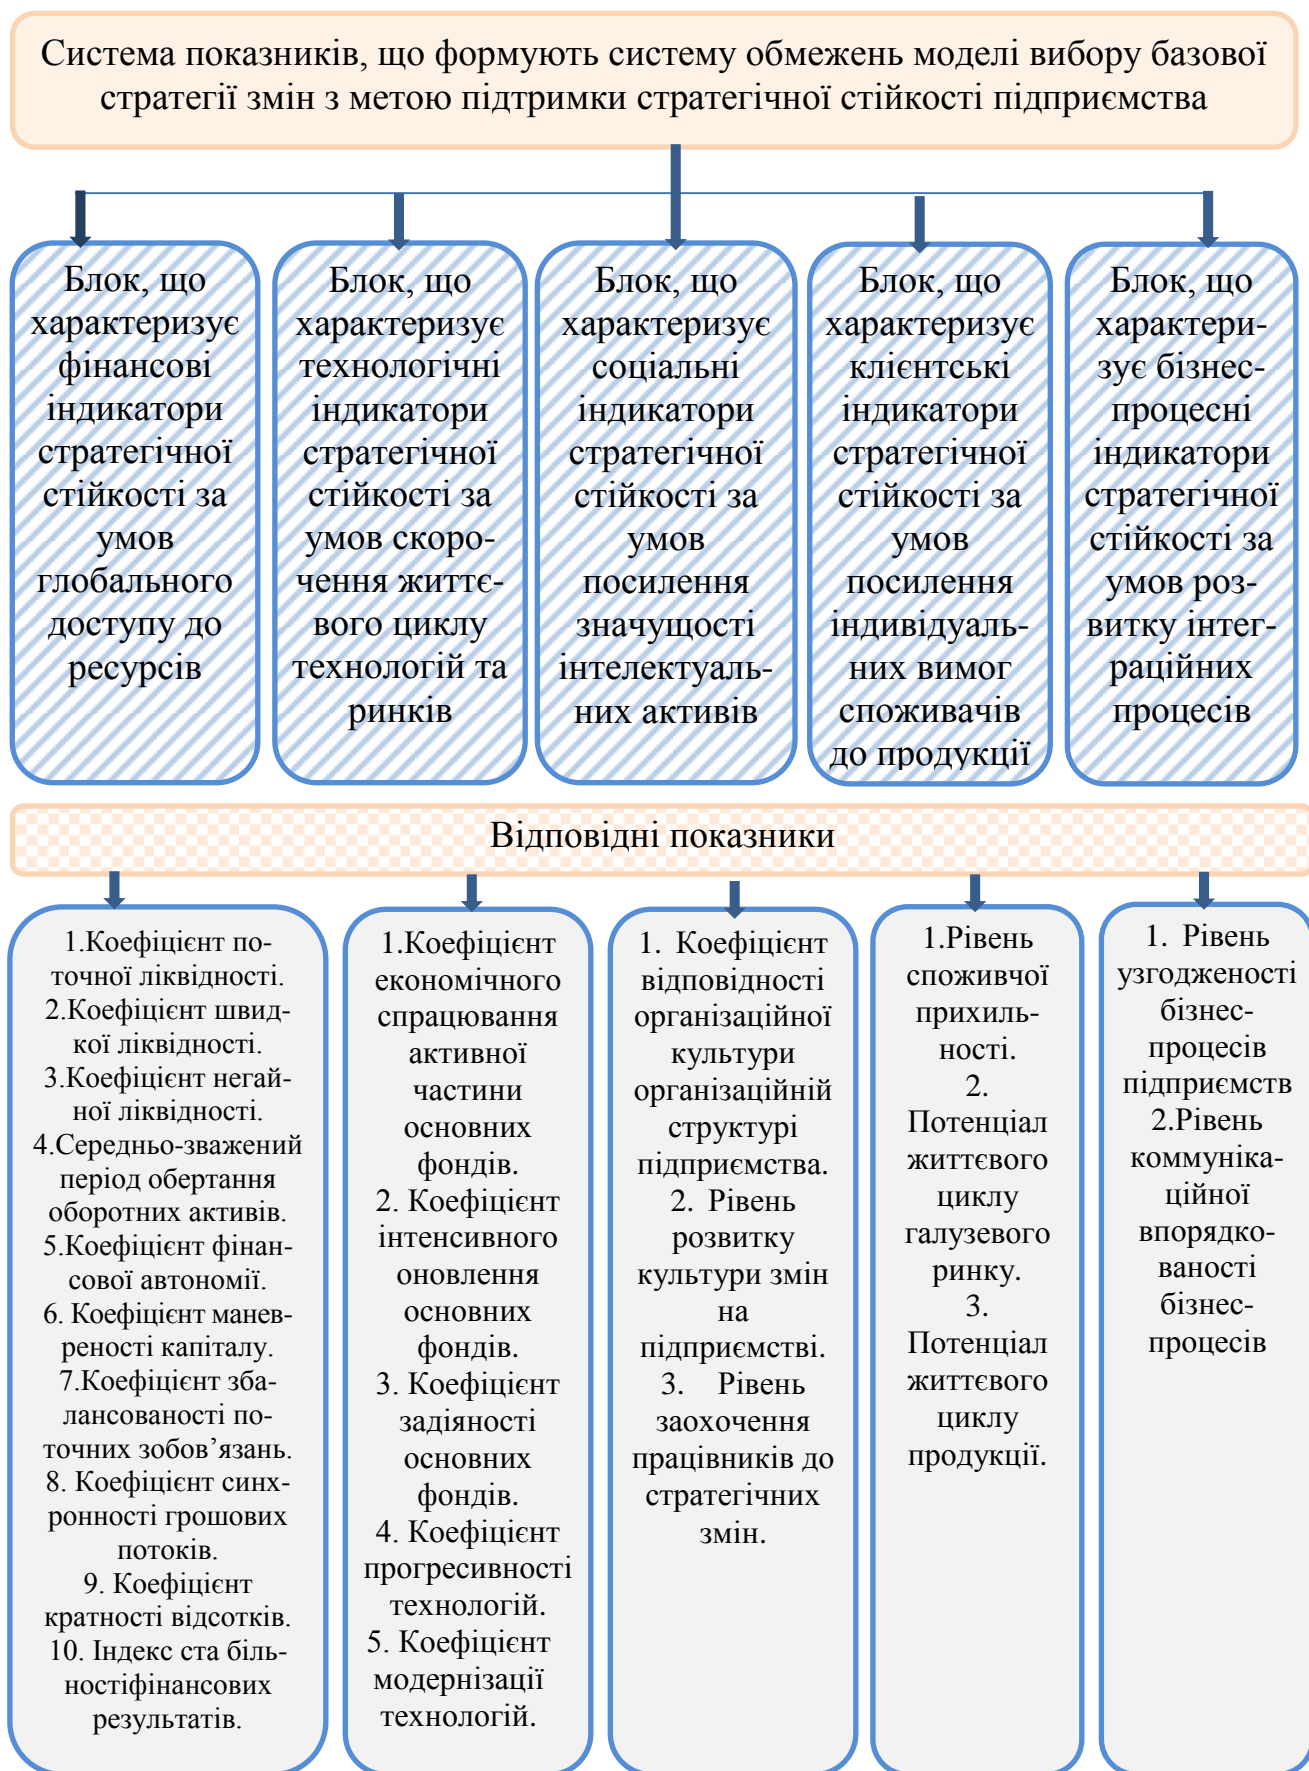 Система показників, що формують систему обмежень моделі вибору базової
стратегії змін з метою підтримки стратегічної стійкості підприємства
Блок, що
характеризує
фінансові
індикатори
стратегічної
стійкості за
умов
глобального
доступу до
ресурсів
Блок, що
характеризує
технологічні
індикатори
стратегічної
стійкості за
умов скоро-
чення життє-
вого циклу
технологій та
ринків
Блок, що
характеризує
соціальні
індикатори
стратегічної
стійкості за
умов
посилення
значущості
інтелектуаль-
них активів
Блок, що
характеризує
клієнтські
індикатори
стратегічної
стійкості за
умов
посилення
індивідуаль-
них вимог
споживачів
до продукції
Блок, що
характери-
зує бізнес-
процесні
індикатори
стратегічної
стійкості за
умов роз-
витку інтег-
раційних
процесів
Відповідні показники
1.Коефіцієнт по-
точної ліквідності.
2.Коефіцієнт швид-
кої ліквідності.
3.Коефіцієнт негай-
ної ліквідності.
4.Середньо-зважений
період обертання
оборотних активів.
5.Коефіцієнт фінан-
сової автономії.
6. Коефіцієнт манев-
реності капіталу.
7.Коефіцієнт зба-
лансованості по-
точних зобов’язань.
8. Коефіцієнт синх-
ронності грошових
потоків.
9. Коефіцієнт
кратності відсотків.
10. Індекс ста біль-
ностіфінансових
результатів.
1.Коефіцієнт
економічного
спрацювання
активної
частини
основних
фондів.
2. Коефіцієнт
інтенсивного
оновлення
основних
фондів.
3. Коефіцієнт
задіяності
основних
фондів.
4. Коефіцієнт
прогресивності
технологій.
5. Коефіцієнт
модернізації
технологій.
1. Коефіцієнт
відповідності
організаційної
культури
організаційній
структурі
підприємства.
2. Рівень
розвитку
культури змін
на
підприємстві.
3. Рівень
заохочення
працівників до
стратегічних
змін.
1.Рівень
споживчої
прихиль-
ності.
2.
Потенціал
життєвого
циклу
галузевого
ринку.
3.
Потенціал
життєвого
циклу
продукції.
1. Рівень
узгодженості
бізнес-
процесів
підприємств
2.Рівень
коммуніка-
ційної
впорядко-
ваності
бізнес-
процесів